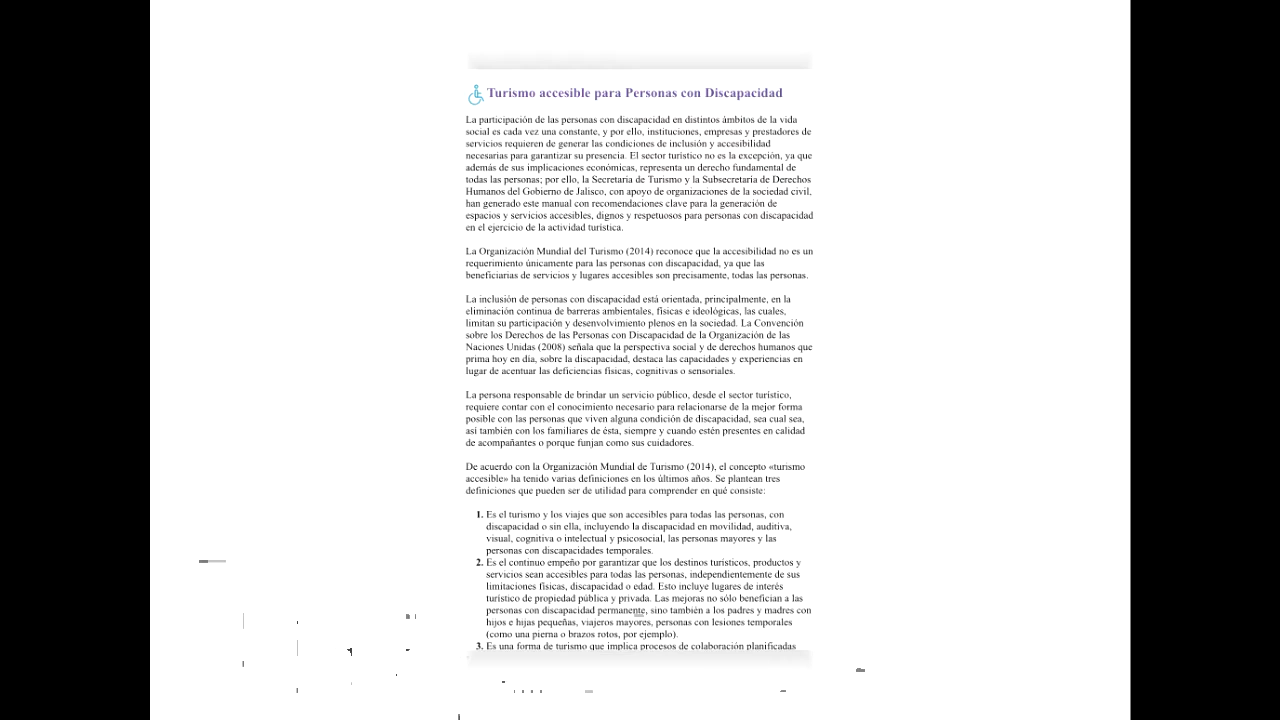 Turismo accesible para Personas con Discapacidad
La participación de las personas con discapacidad en distintos ámbitos de la vida
social es cada vez una constante, y por ello, instituciones, empresas y prestadores de
servicios requieren de generar las condiciones de inclusión y accesibilidad
necesarias para garantizar su presencia. El sector turístico no es la excepción, ya que
además de sus implicaciones económicas, representa un derecho fundamental de
todas las personas; por ello, la Secretaría de Turismo y la Subsecretaría de Derechos
Humanos del Gobierno de Jalisco, con apoyo de organizaciones de la sociedad civil,
han generado este manual con recomendaciones clave para la generación de
espacios y servicios accesibles, dignos y respetuosos para personas con discapacidad
en el ejercicio de la actividad turística.
La Organización Mundial del Turismo (2014) reconoce que la accesibilidad no es un
requerimiento únicamente para las personas con discapacidad, ya que las
beneficiarias de servicios y lugares accesibles son precisamente, todas las personas.
La inclusión de personas con discapacidad está orientada, principalmente, en la
eliminación continua de barreras ambientales, físicas e ideológicas, las cuales,
limitan su participación y desenvolvimiento plenos en la sociedad. La Convención
sobre los Derechos de las Personas con Discapacidad de la Organización de las
Naciones Unidas (2008) señala que la perspectiva social y de derechos humanos que
prima hoy en día, sobre la discapacidad, destaca las capacidades y experiencias en
lugar de acentuar las deficiencias físicas, cognitivas o sensoriales.
La persona responsable de brindar un servicio público, desde el sector turístico,
requiere contar con el conocimiento necesario para relacionarse de la mejor forma
posible con las personas que viven alguna condición de discapacidad, sea cual sea,
así también con los familiares de ésta, siempre y cuando estén presentes en calidad
de acompañantes o porque funjan como sus cuidadores.
De acuerdo con la Organización Mundial de Turismo (2014), el concepto «turismo
accesible» ha tenido varias definiciones en los últimos años. Se plantean tres
definiciones que pueden ser de utilidad para comprender en qué consiste:
1. Es el turismo y los viajes que son accesibles para todas las personas, con
discapacidad o sin ella, incluyendo la discapacidad en movilidad, auditiva,
visual, cognitiva o intelectual y psicosocial, las personas mayores y las
personas con discapacidades temporales.
2. Es el continuo empeño por garantizar que los destinos turísticos, productos y
servicios sean accesibles para todas las personas, independientemente de sus
limitaciones físicas, discapacidad o edad. Esto incluye lugares de interés
turístico de propiedad pública y privada. Las mejoras no sólo benefician a las
personas con discapacidad permanente, sino también a los padres y madres con
hijos e hijas pequeñas, viajeros mayores, personas con lesiones temporales
(como una pierna o brazos rotos, por ejemplo).
3. Es una forma de turismo que implica procesos de colaboración planificadas